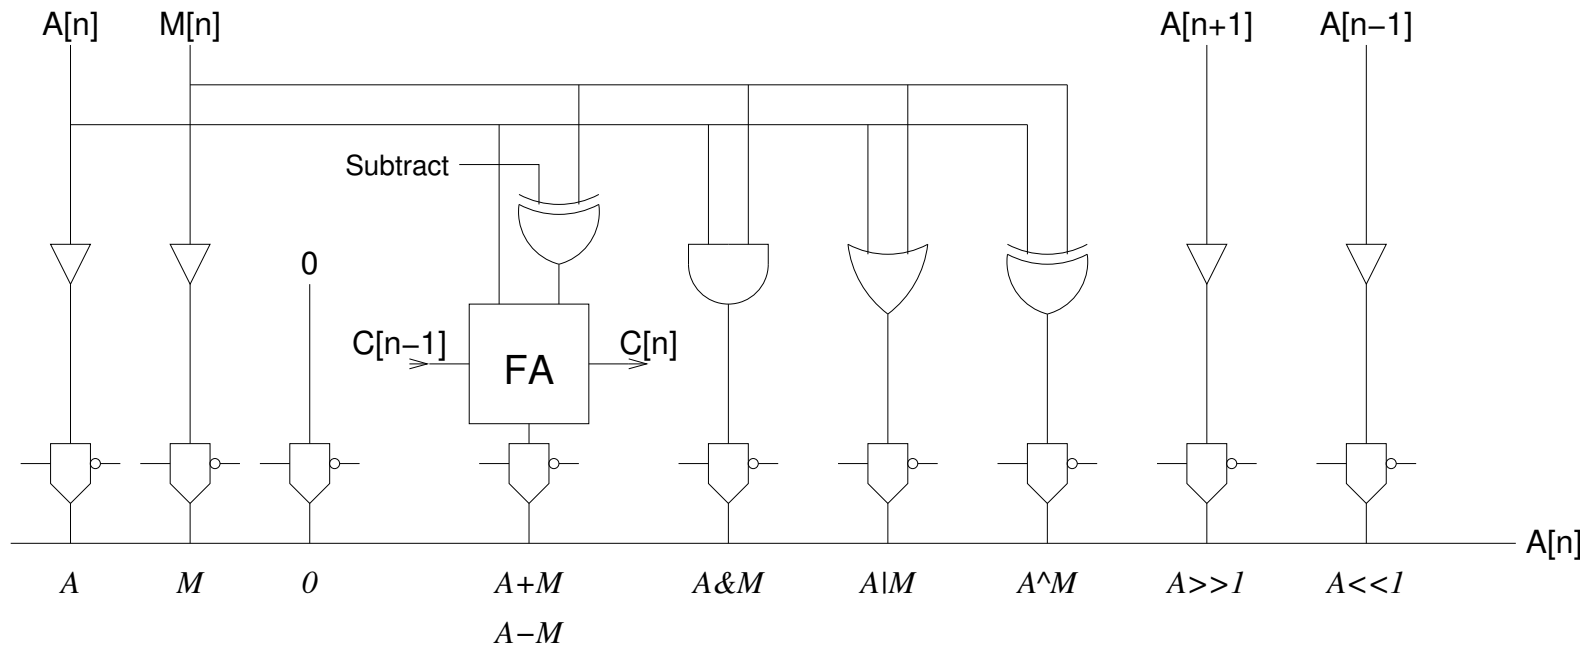 A[n] M[n] A[n+1] A[n−1]
Subtract
0
C[n−1] C[n]
FA
A[n]
A M 0 A+M A&M A|M A^M A>>1 A<<1
A−M